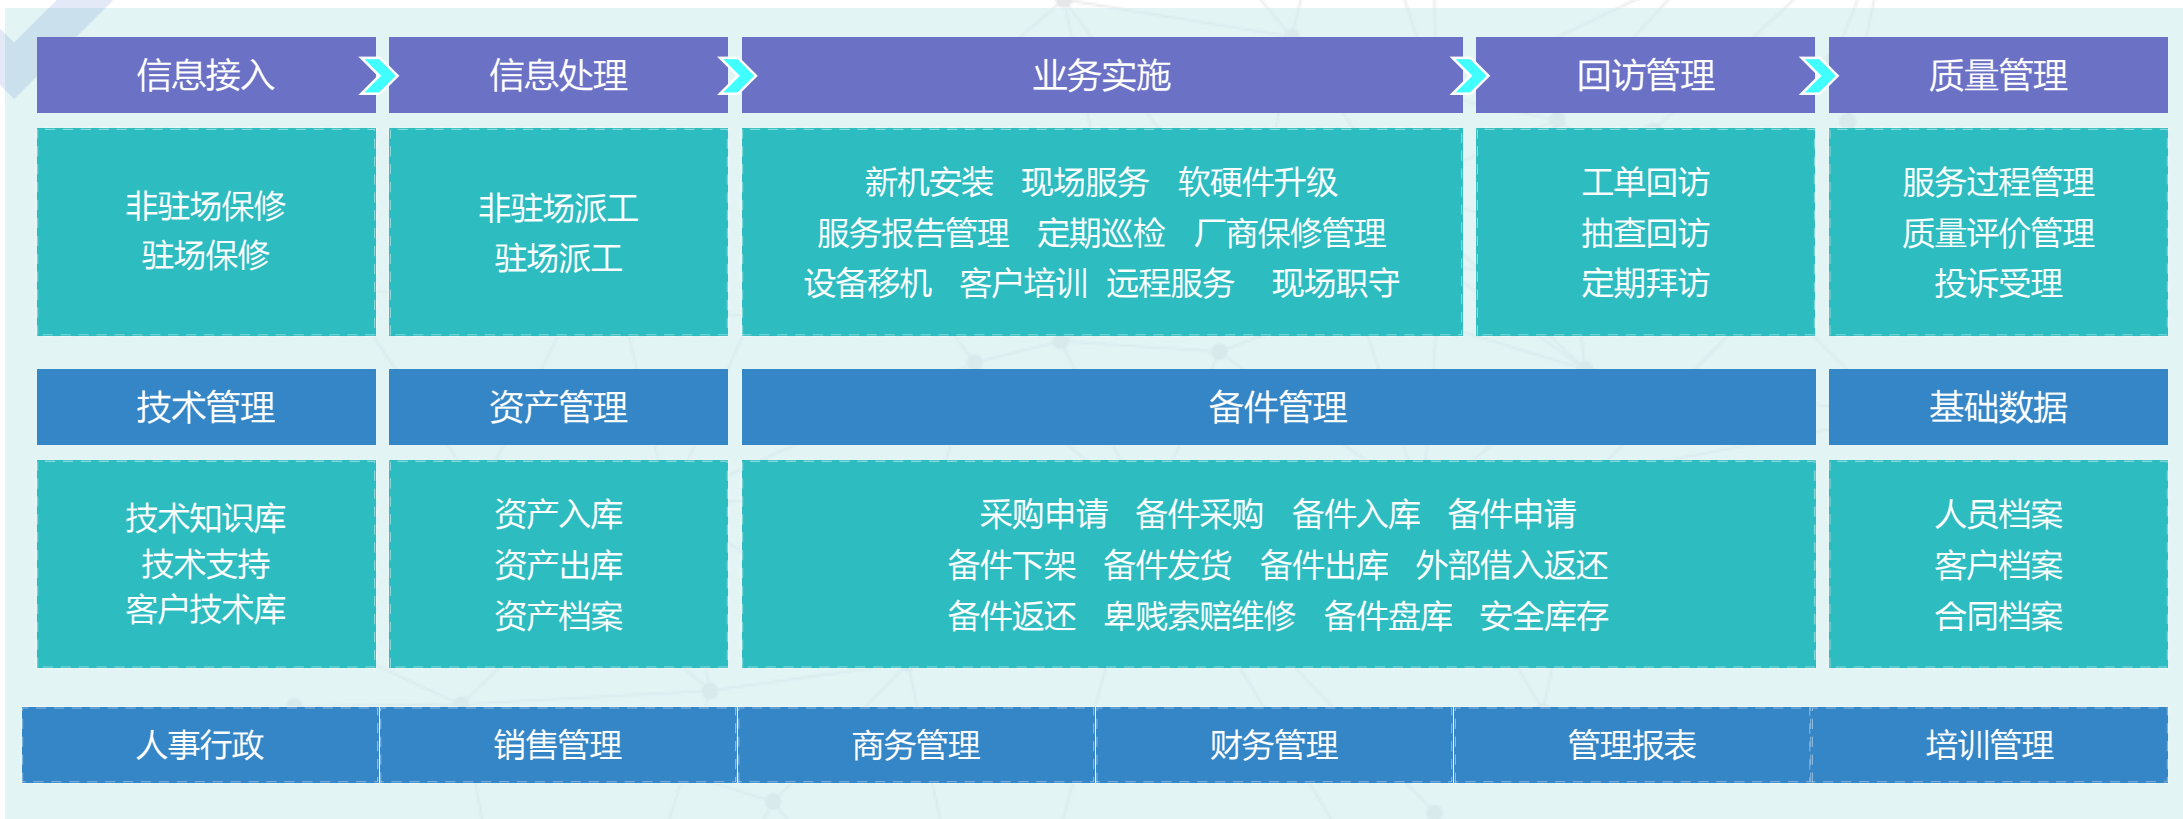 信息接入 信息处理 业务实施 回访管理 质量管理
非驻场保修
驻场保修
非驻场派工
驻场派工
新机安装 现场服务 软硬件升级
服务报告管理 定期巡检 厂商保修管理
设备移机 客户培训 远程服务 现场职守
工单回访
抽查回访
定期拜访
服务过程管理
质量评价管理
投诉受理
技术管理 资产管理 备件管理 基础数据
技术知识库
技术支持
客户技术库
资产入库
资产出库
资产档案
采购申请 备件采购 备件入库 备件申请
备件下架 备件发货 备件出库 外部借入返还
备件返还 卑贱索赔维修 备件盘库 安全库存
人员档案
客户档案
合同档案
人事行政 销售管理 商务管理 财务管理 管理报表 培训管理